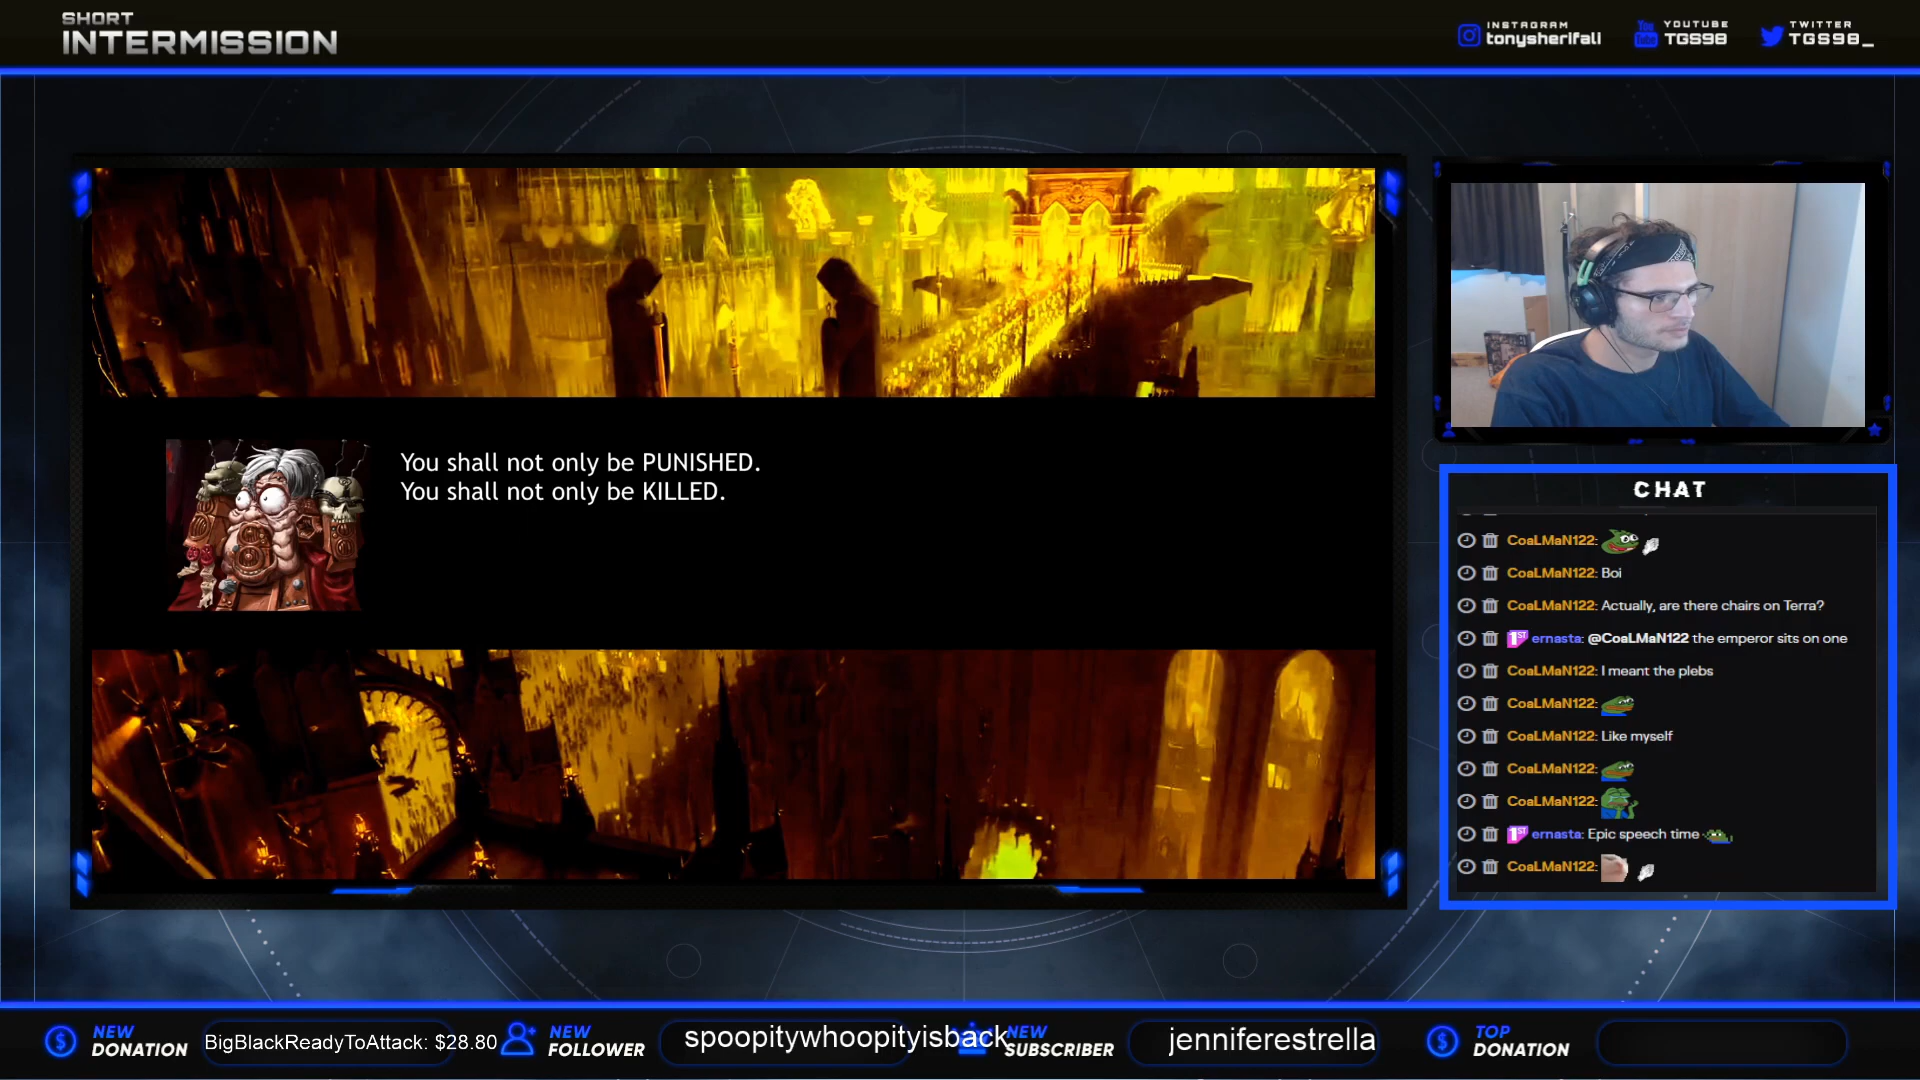 SHORT
INTERMISSION
INSTAGRAM
tonysherifali
YOUTUBE
TGS98
TWITTER
TGS98_
You shall not only be PUNISHED.
You shall not only be KILLED.
CHAT
CoaLMaN122:
CoaLMaN122: Boi
CoaLMaN122: Actually, are there chairs on Terra?
1ST ernasta: @CoaLMaN122 the emperor sits on one
CoaLMaN122: I meant the plebs
CoaLMaN122:
CoaLMaN122: Like myself
CoaLMaN122:
CoaLMaN122:
1ST ernasta: Epic speech time
CoaLMaN122:
NEW
DONATION
BigBlackReadyToAttack: $28.80
NEW
FOLLOWER
spoopitywhoopityisback
NEW
SUBSCRIBER
jenniferestrella
TOP
DONATION